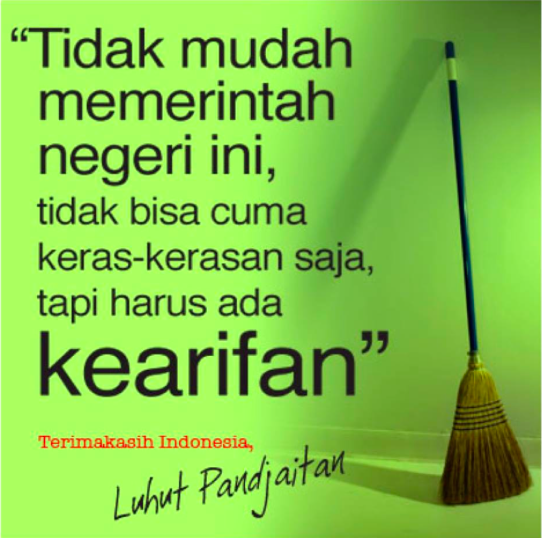 “Tidak mudah
memerintah
negeri ini,
tidak bisa cuma
keras-kerasan saja,
tapi harus ada
kearifan”
Terimakasih Indonesia,
Luhut Pandjaitan